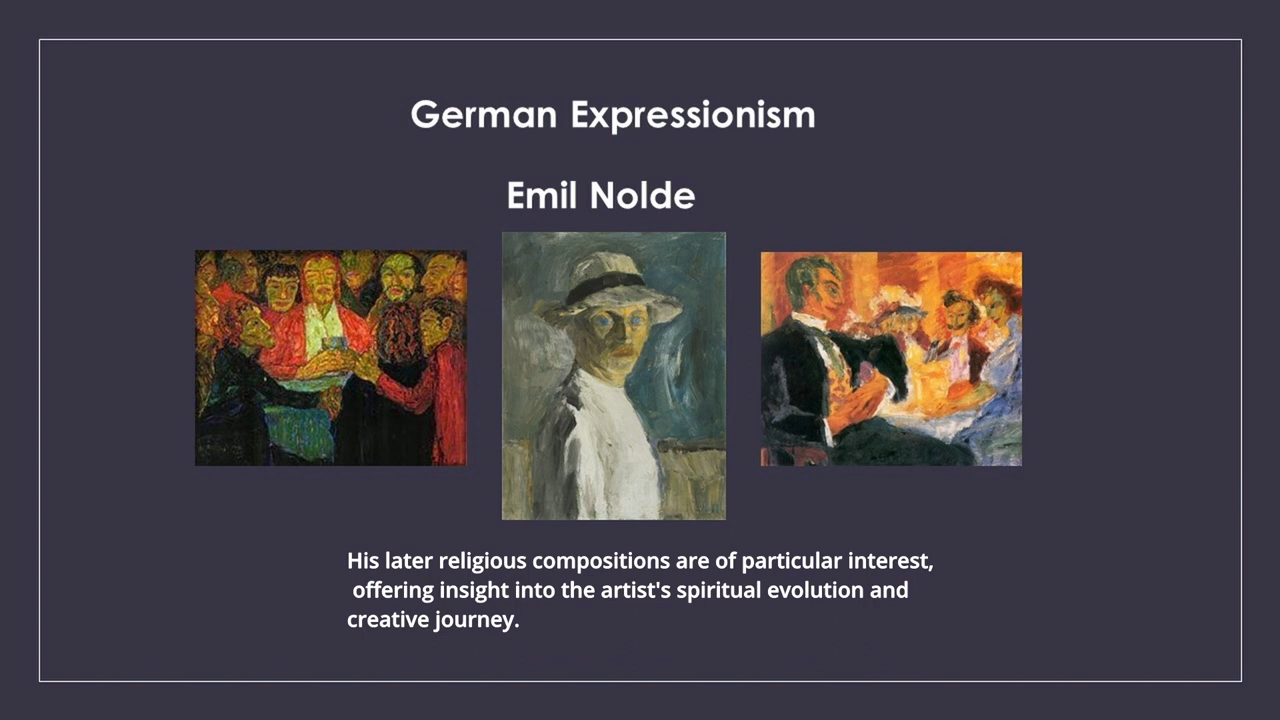 German Expressionism
Emil Nolde
His later religious compositions are of particular interest,
offering insight into the artist's spiritual evolution and
creative journey.